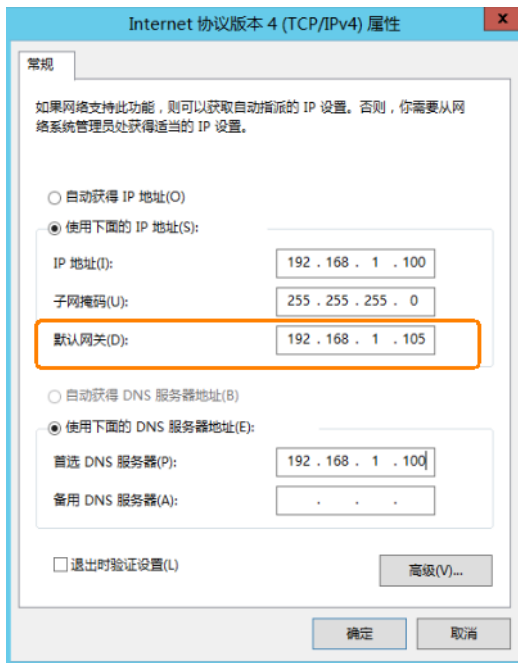 Internet 协议版本 4 (TCP/IPv4) 属性
x
常规
如果网络支持此功能，则可以获取自动指派的 IP 设置。否则，你需要从网
络系统管理员处获得适当的 IP 设置。
自动获得 IP 地址(O)
使用下面的 IP 地址(S):
IP 地址(I): 192 . 168 . 1 . 100
子网掩码(U): 255 . 255 . 255 . 0
默认网关(D): 192 . 168 . 1 . 105
自动获得 DNS 服务器地址(B)
使用下面的 DNS 服务器地址(E):
首选 DNS 服务器(P): 192 . 168 . 1 . 100
备用 DNS 服务器(A): . . .
退出时验证设置(L)
高级(V)...
确定 取消